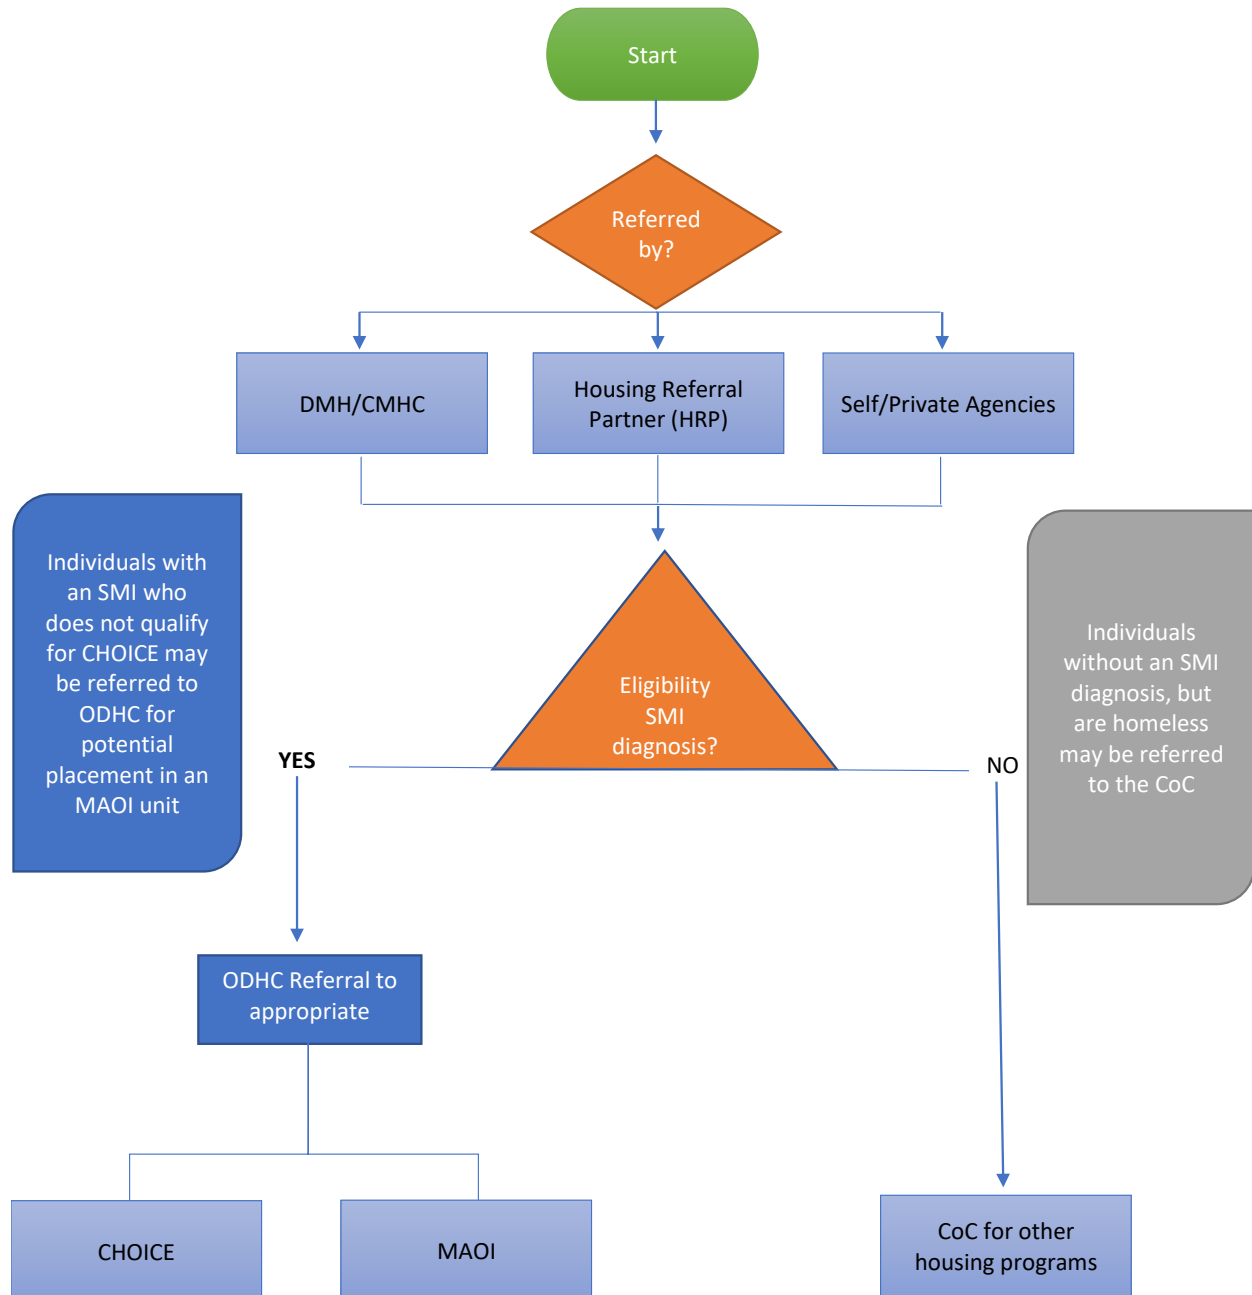 Start
Referred
by?
DMH/CMHC
Housing Referral
Partner (HRP)
Self/Private Agencies
Individuals with
an SMI who
does not qualify
for CHOICE may
be referred to
ODHC for
potential
placement in an
MAOI unit
Eligibility
SMI
diagnosis?
Individuals
without an SMI
diagnosis, but
are homeless
may be referred
to the CoC
YES
NO
ODHC Referral to
appropriate
CHOICE
MAOI
CoC for other
housing programs